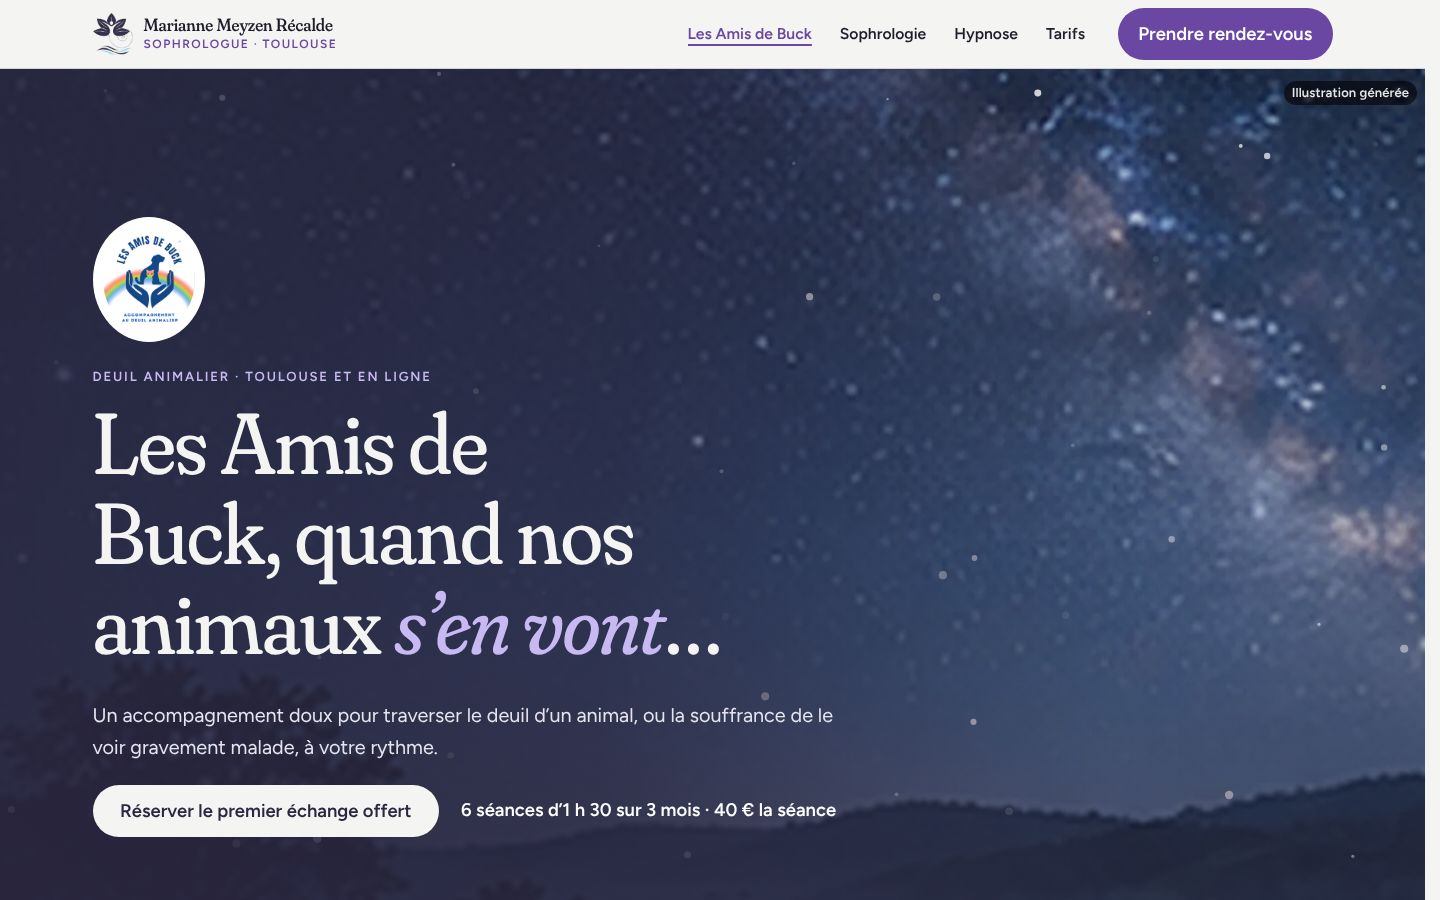 Marianne Meyzen Récalde
SOPHROLOGUE · TOULOUSE
Les Amis de Buck
Sophrologie
Hypnose
Tarifs
Prendre rendez-vous
Illustration générée
LES AMIS DE BUCK
ACCOMPAGNEMENT
AU DEUIL ANIMALIER
DEUIL ANIMALIER · TOULOUSE ET EN LIGNE
Les Amis de
Buck, quand nos
animaux s’en vont…
Un accompagnement doux pour traverser le deuil d’un animal, ou la souffrance de le
voir gravement malade, à votre rythme.
Réserver le premier échange offert
6 séances d’1 h 30 sur 3 mois · 40 € la séance